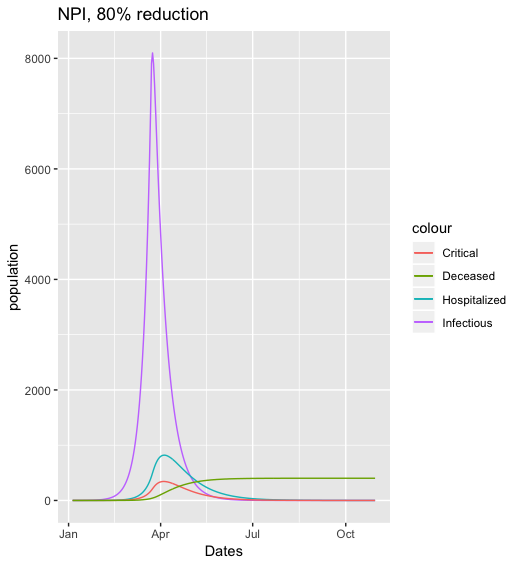 NPI, 80% reduction
8000
6000
4000
2000
0
population
Jan Apr Jul Oct
Dates
colour
Critical
Deceased
Hospitalized
Infectious